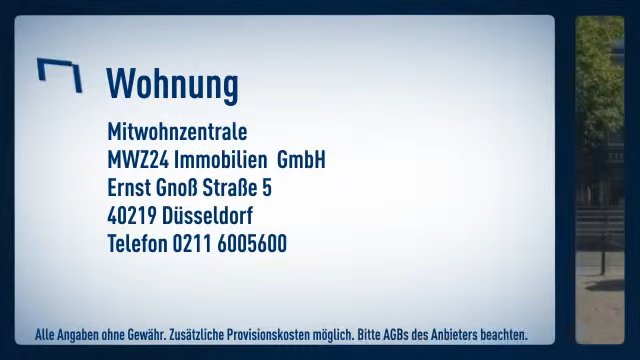 Wohnung
Mitwohnzentrale
MWZ24 Immobilien GmbH
Ernst Gnoß Straße 5
40219 Düsseldorf
Telefon 0211 6005600
Alle Angaben ohne Gewähr. Zusätzliche Provisionskosten möglich. Bitte AGBs des Anbieters beachten.